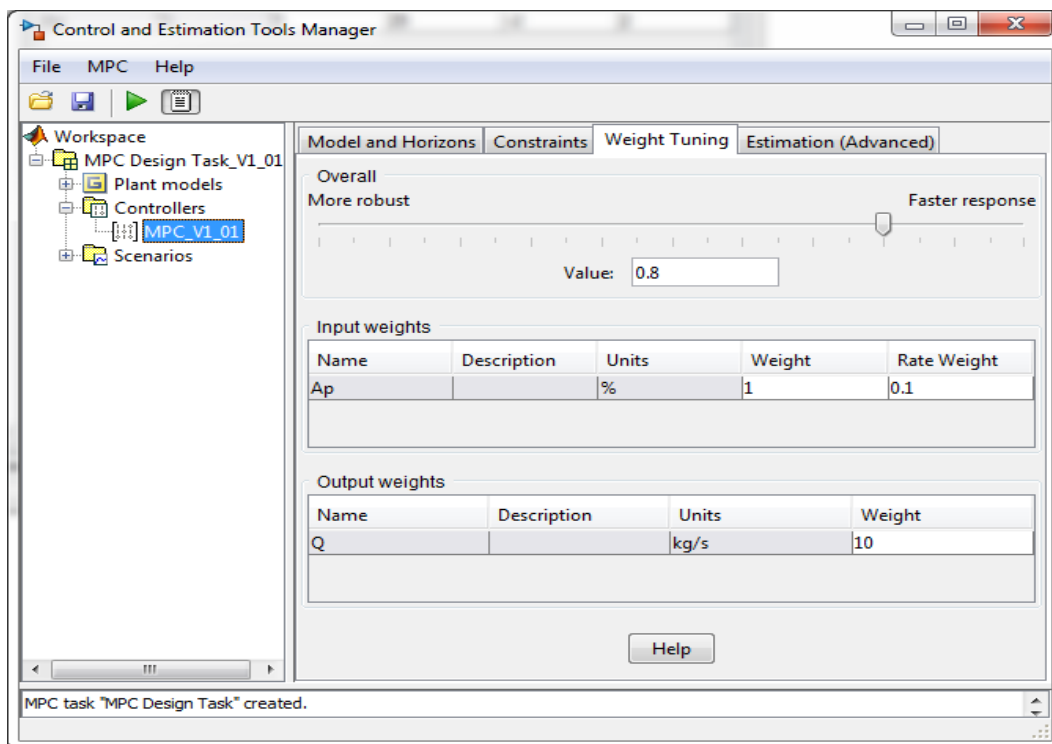 Control and Estimation Tools Manager
File MPC Help
Workspace
MPC Design Task_V1_01
Plant models
Controllers
MPC_V1_01
Scenarios
Model and Horizons Constraints Weight Tuning Estimation (Advanced)
Overall
More robust Faster response
Value: 0.8
Input weights
Name Description Units Weight Rate Weight
Ap % 1 0.1
Output weights
Name Description Units Weight
Q kg/s 10
Help
MPC task "MPC Design Task" created.